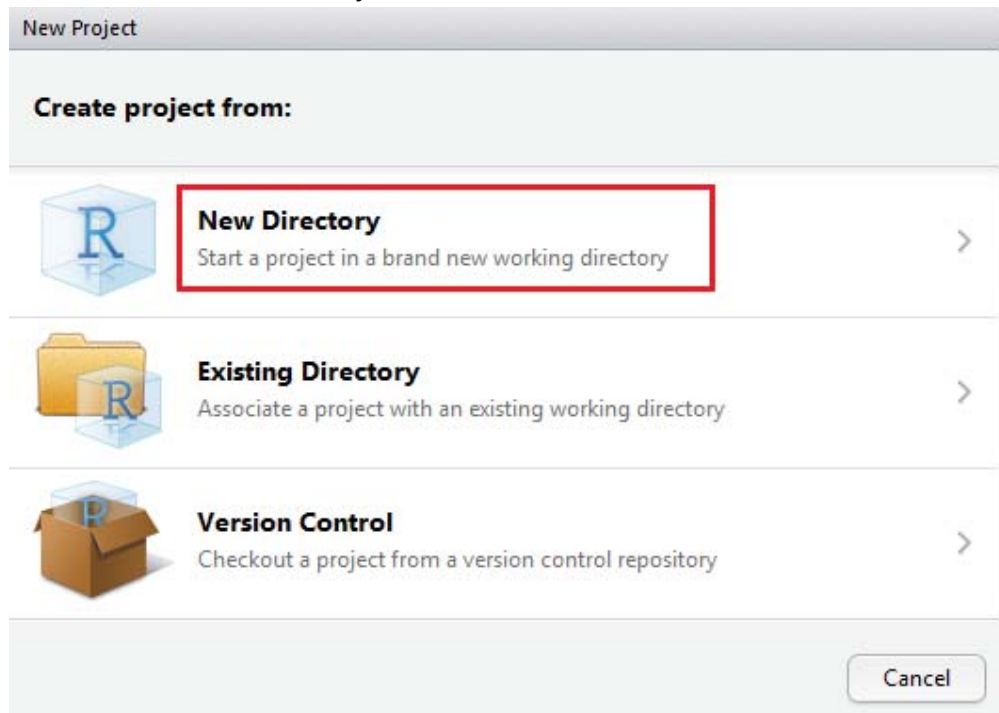 New Project
Create project from:
R
New Directory
Start a project in a brand new working directory
R
Existing Directory
Associate a project with an existing working directory
R
Version Control
Checkout a project from a version control repository
Cancel